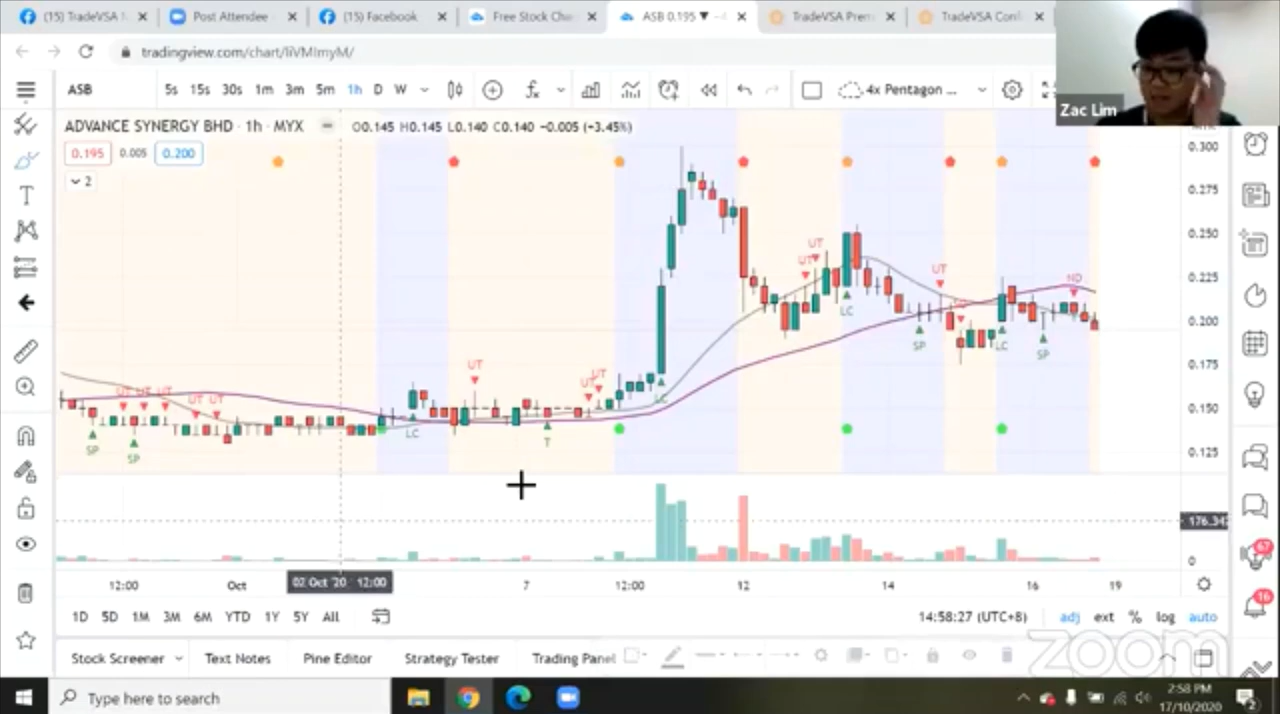 (15) TradeVSA
Post Attendee
(15) Facebook
Free Stock Cha
ASB 0.195 ▼
TradeVSA Prem
TradeVSA Conf
tradingview.com/chart/liVMImyM/
ASB
5s 15s 30s 1m 3m 5m 1h D W
4x Pentagon ...
Zac Lim
ADVANCE SYNERGY BHD · 1h · MYX
O0.145 H0.145 L0.140 C0.140 −0.005 (−3.45%)
0.195 0.005 0.200
2
0.300
0.275
0.250
0.225
0.200
0.175
0.150
0.125
UT UT UT UT UT
SP SP
LC
UT
T
UT UT
LC
UT UT
LC
SP
UT
LC
SP
ND
176.34
0
12:00 Oct 02 Oct '20 12:00 7 12:00 12 14 16 19
1D 5D 1M 3M 6M YTD 1Y 5Y All
14:58:27 (UTC+8) adj ext % log auto
zoom
Stock Screener Text Notes Pine Editor Strategy Tester Trading Panel
67
16
Type here to search
2:58 PM
17/10/2020
2